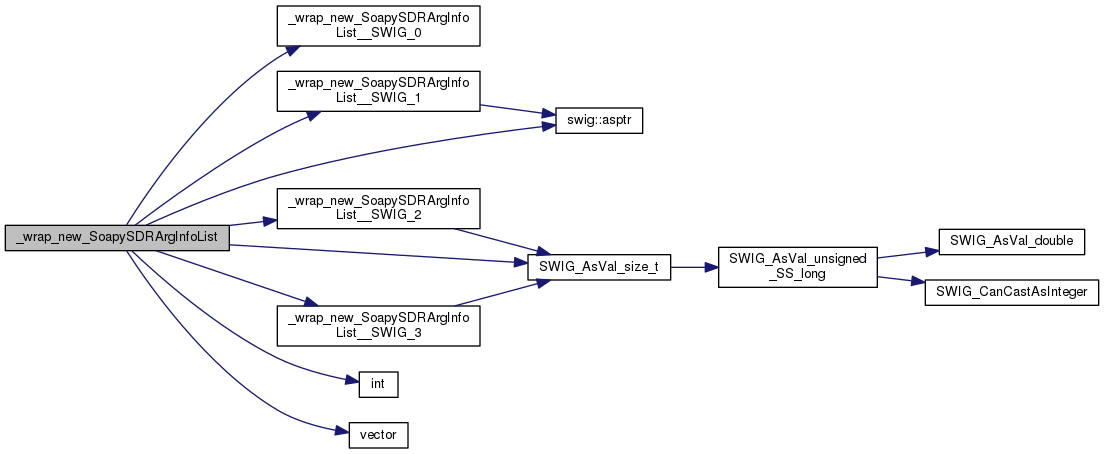 _wrap_new_SoapySDRArgInfo
List__SWIG_0
_wrap_new_SoapySDRArgInfo
List__SWIG_1
swig::asptr
_wrap_new_SoapySDRArgInfo
List__SWIG_2
_wrap_new_SoapySDRArgInfoList
SWIG_AsVal_size_t
SWIG_AsVal_unsigned
_SS_long
SWIG_AsVal_double
SWIG_CanCastAsInteger
_wrap_new_SoapySDRArgInfo
List__SWIG_3
int
vector